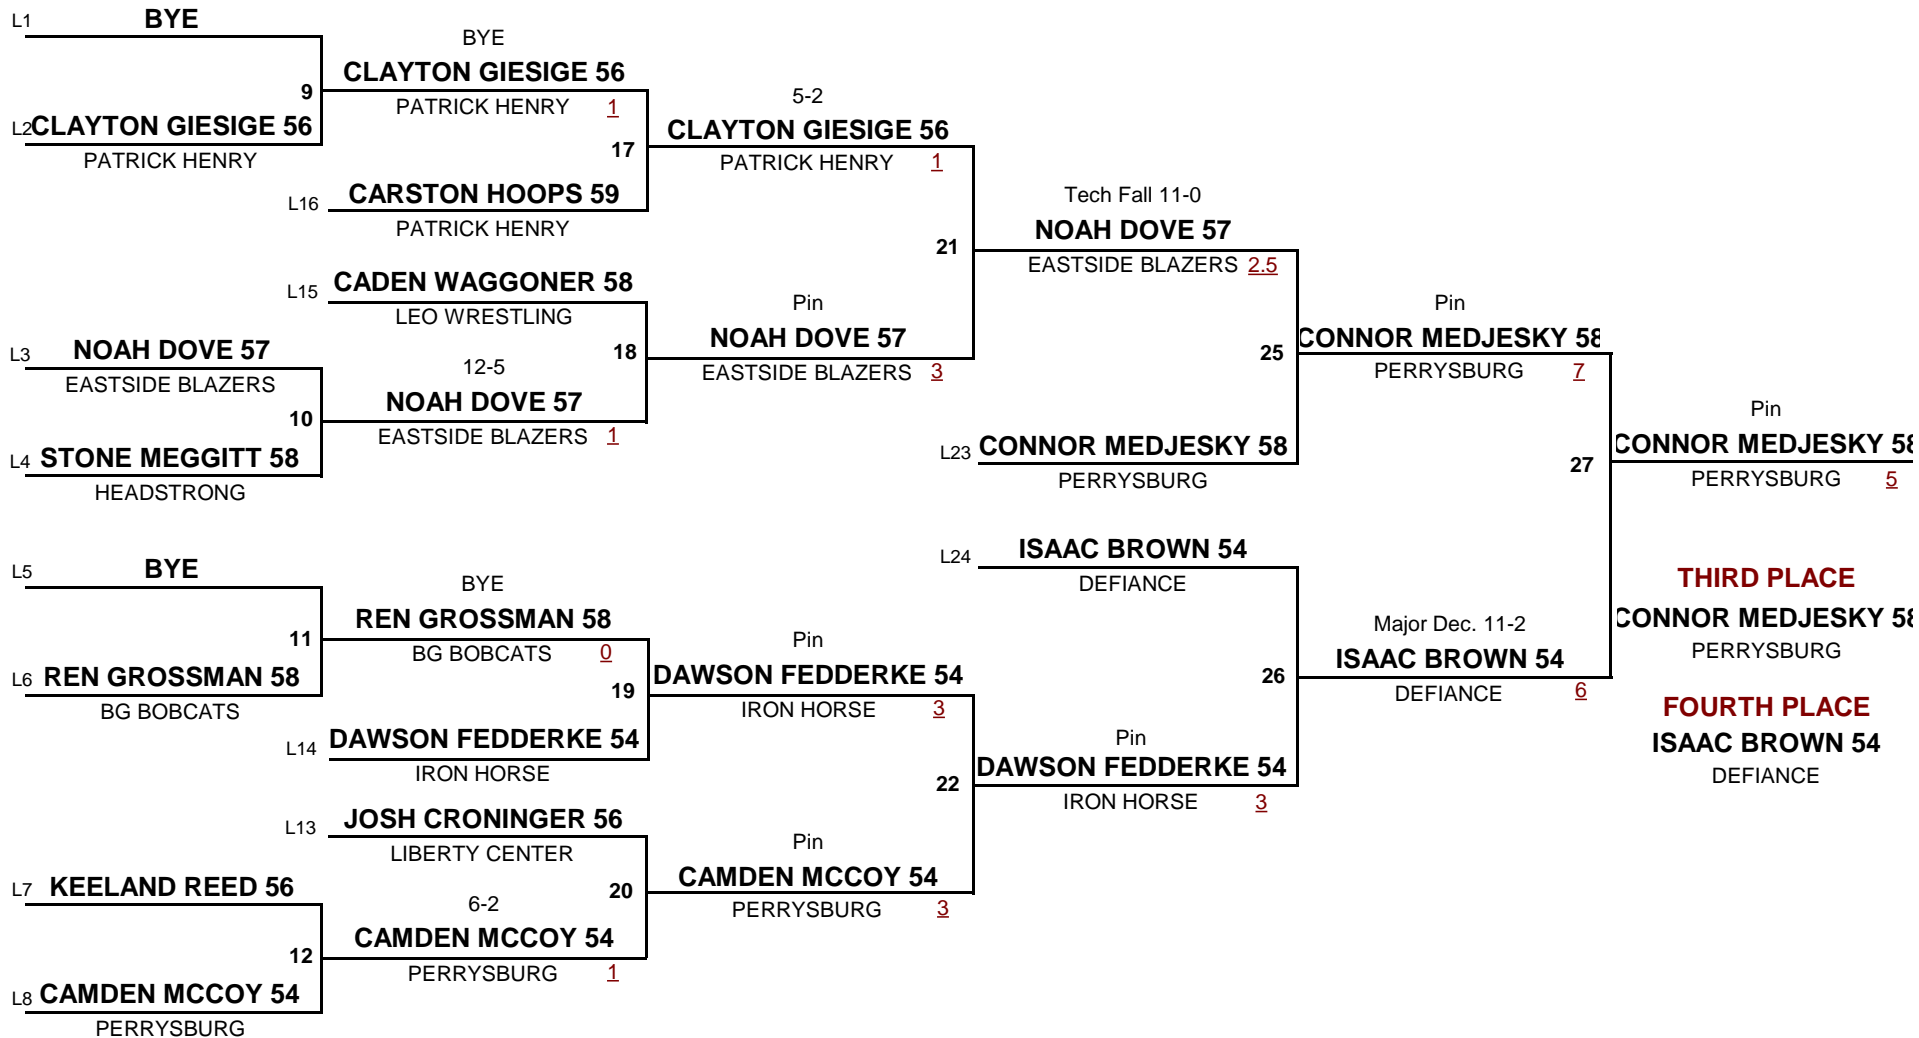 L1 BYE
9
L2 CLAYTON GIESIGE 56
PATRICK HENRY
BYE
CLAYTON GIESIGE 56
PATRICK HENRY 1
17
L16 CARSTON HOOPS 59
PATRICK HENRY
5-2
CLAYTON GIESIGE 56
PATRICK HENRY 1
21
L15 CADEN WAGGONER 58
LEO WRESTLING
18
L3 NOAH DOVE 57
EASTSIDE BLAZERS
10
L4 STONE MEGGITT 58
HEADSTRONG
12-5
NOAH DOVE 57
EASTSIDE BLAZERS 1
Pin
NOAH DOVE 57
EASTSIDE BLAZERS 3
Tech Fall 11-0
NOAH DOVE 57
EASTSIDE BLAZERS 2.5
25
L23 CONNOR MEDJESKY 58
PERRYSBURG
Pin
CONNOR MEDJESKY 58
PERRYSBURG 7
27
Pin
CONNOR MEDJESKY 58
PERRYSBURG 5
L5 BYE
11
L6 REN GROSSMAN 58
BG BOBCATS
BYE
REN GROSSMAN 58
BG BOBCATS 0
19
L14 DAWSON FEDDERKE 54
IRON HORSE
Pin
DAWSON FEDDERKE 54
IRON HORSE 3
22
L13 JOSH CRONINGER 56
LIBERTY CENTER
20
L7 KEELAND REED 56
12
L8 CAMDEN MCCOY 54
PERRYSBURG
6-2
CAMDEN MCCOY 54
PERRYSBURG 1
Pin
CAMDEN MCCOY 54
PERRYSBURG 3
L24 ISAAC BROWN 54
DEFIANCE
26
Pin
DAWSON FEDDERKE 54
IRON HORSE 3
Major Dec. 11-2
ISAAC BROWN 54
DEFIANCE 6
THIRD PLACE
CONNOR MEDJESKY 58
PERRYSBURG
FOURTH PLACE
ISAAC BROWN 54
DEFIANCE